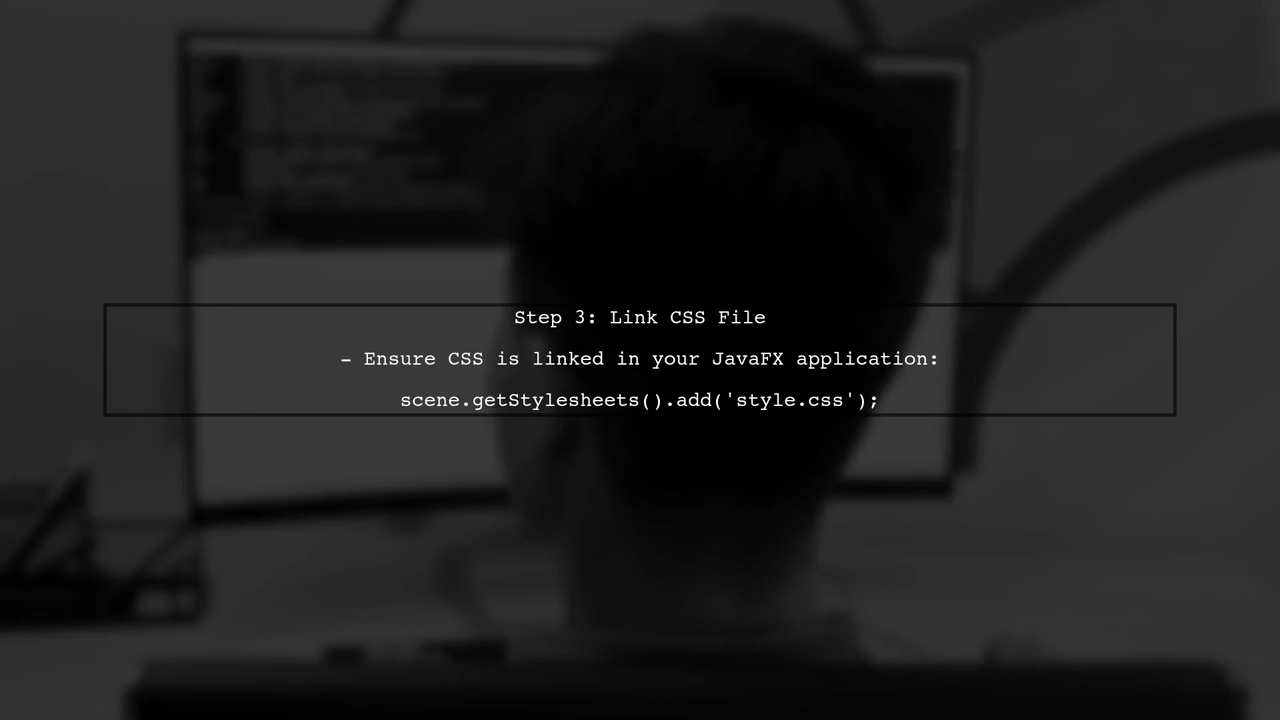 Step 3: Link CSS File
- Ensure CSS is linked in your JavaFX application:
scene.getStylesheets().add('style.css');